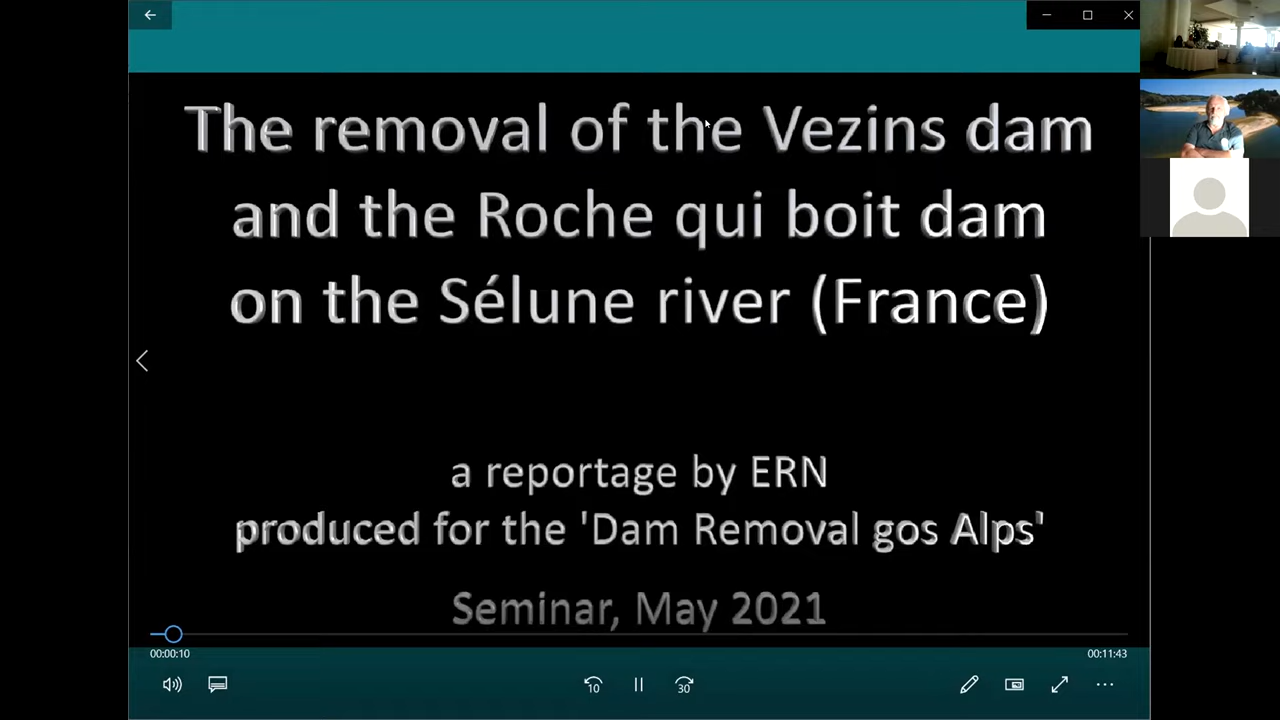 The removal of the Vezins dam
and the Roche qui boit dam
on the Sélune river (France)
a reportage by ERN
produced for the 'Dam Removal gos Alps'
Seminar, May 2021
00:00:10
00:11:43
10
30